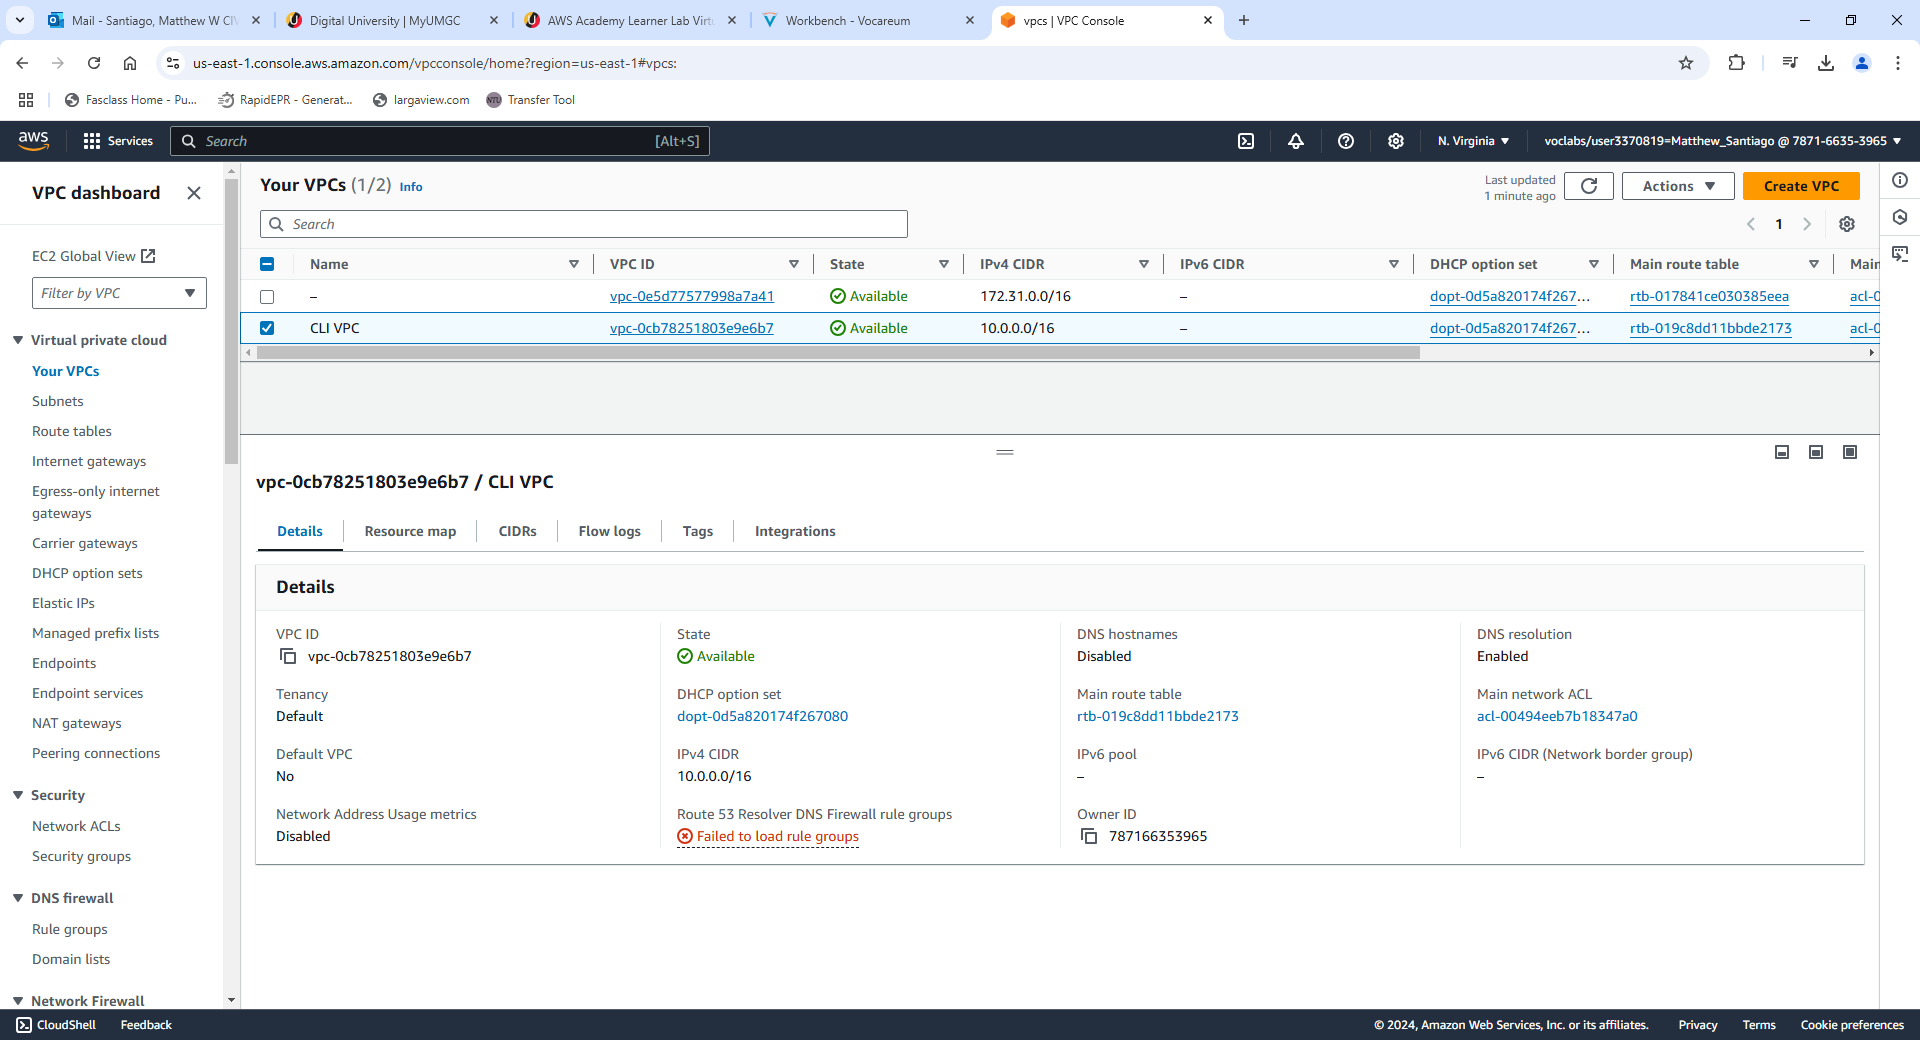 Mail - Santiago, Matthew W CIV
Digital University | MyUMGC
AWS Academy Learner Lab Virtu
Workbench - Vocareum
vpcs | VPC Console
us-east-1.console.aws.amazon.com/vpcconsole/home?region=us-east-1#vpcs:
Fasclass Home - Pu...
RapidEPR - Generat...
largaview.com
NTU
Transfer Tool
aws
Services
Search
[Alt+S]
N. Virginia
voclabs/user3370819=Matthew_Santiago @ 7871-6635-3965
VPC dashboard
EC2 Global View
Filter by VPC
Virtual private cloud
Your VPCs
Subnets
Route tables
Internet gateways
Egress-only internet
gateways
Carrier gateways
DHCP option sets
Elastic IPs
Managed prefix lists
Endpoints
Endpoint services
NAT gateways
Peering connections
Security
Network ACLs
Security groups
DNS firewall
Rule groups
Domain lists
Network Firewall
Your VPCs (1/2) Info
Last updated
1 minute ago
Actions
Create VPC
Search
1
Name VPC ID State IPv4 CIDR IPv6 CIDR DHCP option set Main route table Main
– vpc-0e5d77577998a7a41 Available 172.31.0.0/16 – dopt-0d5a820174f267... rtb-017841ce030385eea acl-0
CLI VPC vpc-0cb78251803e9e6b7 Available 10.0.0.0/16 – dopt-0d5a820174f267... rtb-019c8dd11bbde2173 acl-0
vpc-0cb78251803e9e6b7 / CLI VPC
Details Resource map CIDRs Flow logs Tags Integrations
Details
VPC ID
vpc-0cb78251803e9e6b7
State
Available
DNS hostnames
Disabled
DNS resolution
Enabled
Tenancy
Default
DHCP option set
dopt-0d5a820174f267080
Main route table
rtb-019c8dd11bbde2173
Main network ACL
acl-00494eeb7b18347a0
Default VPC
No
IPv4 CIDR
10.0.0.0/16
IPv6 pool
–
IPv6 CIDR (Network border group)
–
Network Address Usage metrics
Disabled
Route 53 Resolver DNS Firewall rule groups
Failed to load rule groups
Owner ID
787166353965
CloudShell
Feedback
© 2024, Amazon Web Services, Inc. or its affiliates.
Privacy
Terms
Cookie preferences